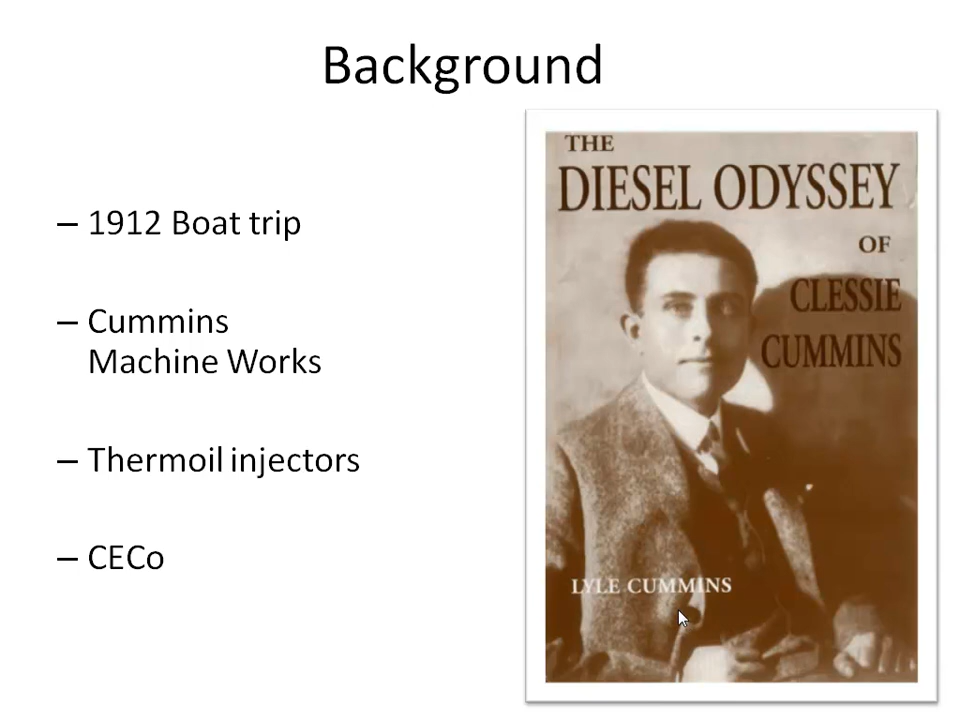 Background
– 1912 Boat trip
– Cummins
Machine Works
– Thermoil injectors
– CECo
THE
DIESEL ODYSSEY
OF
CLESSIE
CUMMINS
LYLE CUMMINS